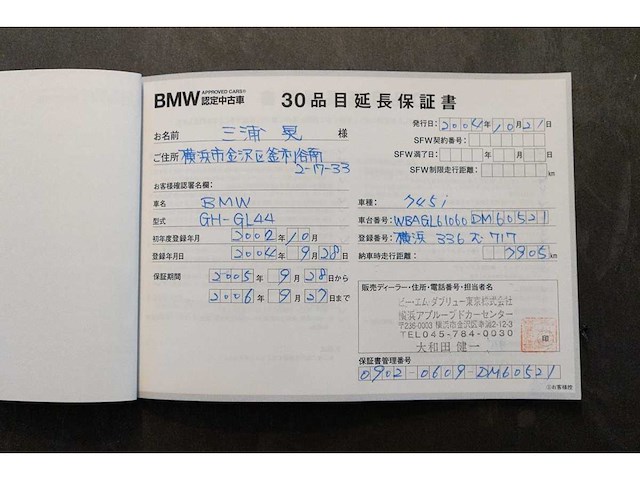 BMW APPROVED CARS 認定中古車 30品目延長保証書
発行日: 2004年10月21日
お名前 三浦 晃 様
SFW契約番号:
ご住所 横浜市金沢区釜利谷南
2-17-33
SFW満了日: 年 月 日
SFW制限走行距離: km
お客様確認署名欄:
車名 BMW
車種: 745i
型式 GH-GL44
車台番号: WBAGL61060DM60521
初年度登録年月 2002年10月
登録番号: 横浜 336 む 717
登録年月日 2004年9月28日
納車時走行距離: 7905km
保証期間 2005年9月28日から
2006年9月27日まで
販売ディーラー・住所・電話番号・担当者名
ビー・エム・ダブリュー東京株式会社
横浜アプルーブドカーセンター
〒236-0003 横浜市金沢区幸浦2-12-3
TEL045-784-0030
大和田 健一
印
保証書管理番号
0902-0609-DM60521
お客様控